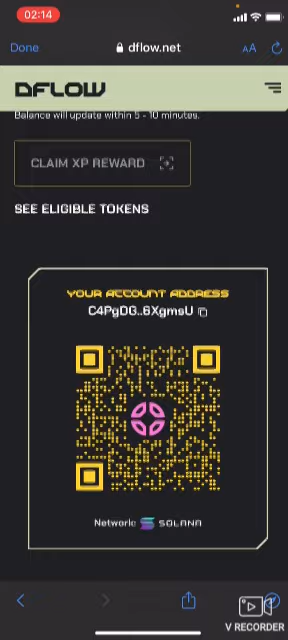 02:14
Done
dflow.net
AA
DFLOW
Balance will update within 5 - 10 minutes.
CLAIM XP REWARD
SEE ELIGIBLE TOKENS
YOUR ACCOUNT ADDRESS
C4PgDG..6XgmsU
Network: SOLANA
V RECORDER